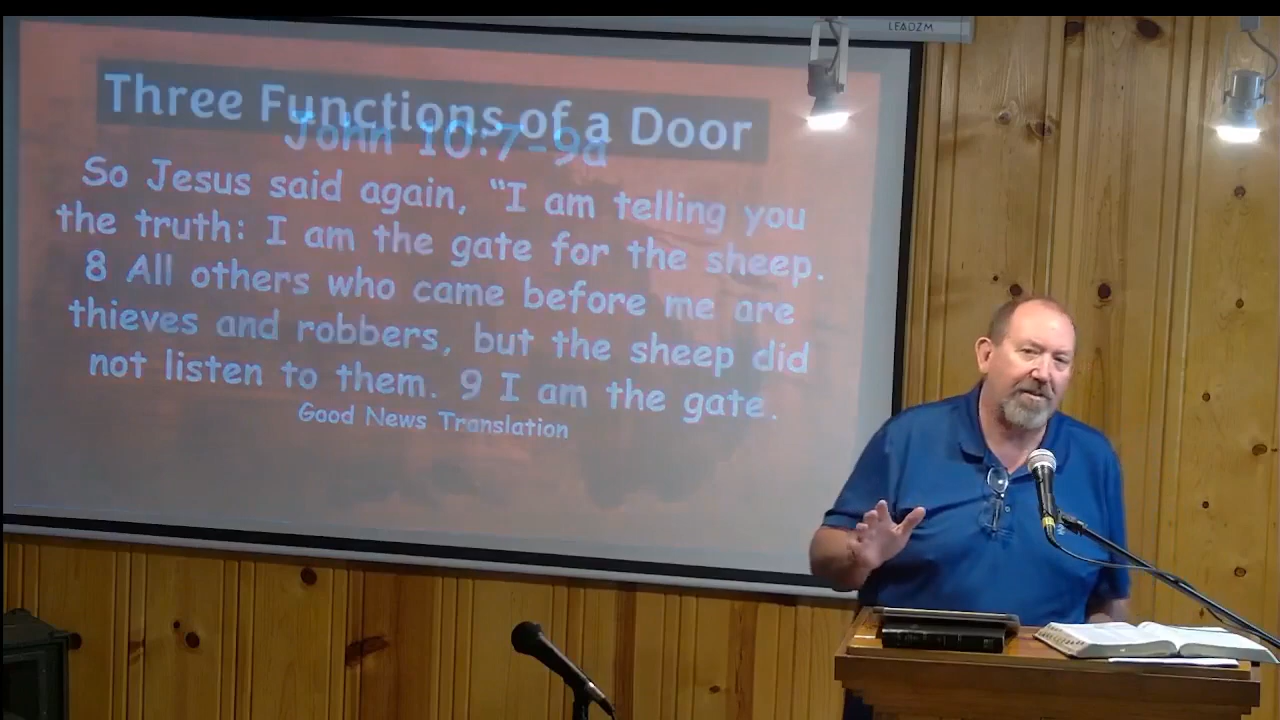 LEADZM
Three Functions of a Door
John 10:7-9a
So Jesus said again, “I am telling you
the truth: I am the gate for the sheep.
8 All others who came before me are
thieves and robbers, but the sheep did
not listen to them. 9 I am the gate.
Good News Translation